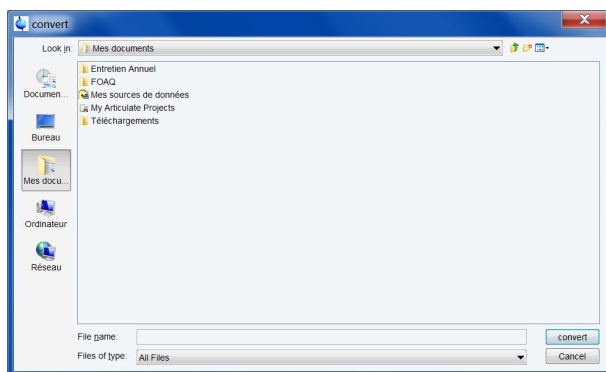 convert
Look in:
Mes documents
Documen...
Bureau
Mes docu...
Ordinateur
Réseau
Entretien Annuel
FOAQ
Mes sources de données
My Articulate Projects
Téléchargements
File name:
convert
Files of type:
All Files
Cancel